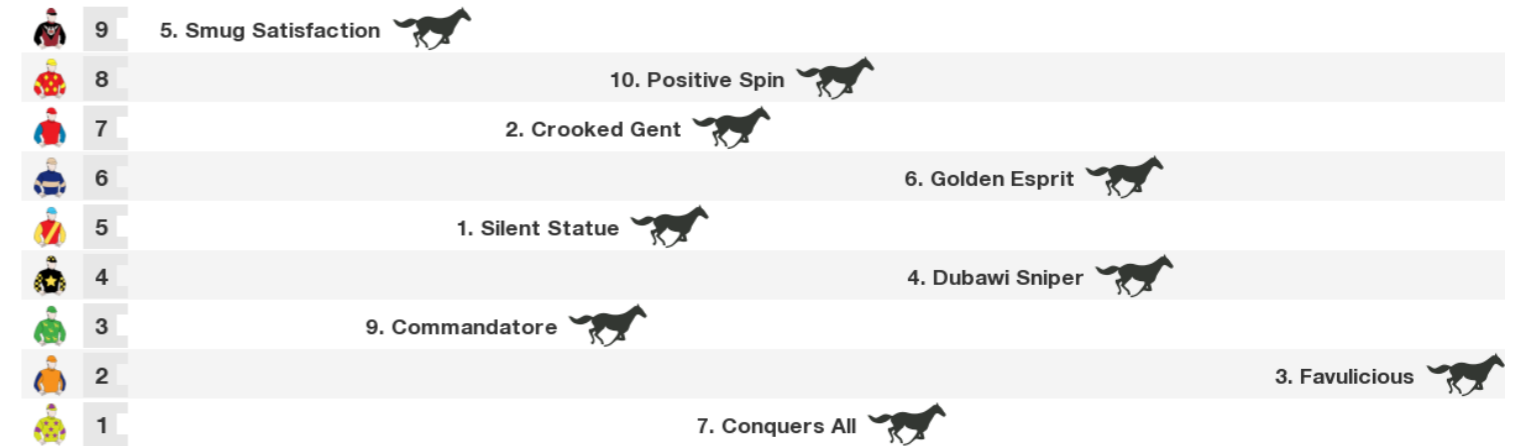 9 5. Smug Satisfaction
8 10. Positive Spin
7 2. Crooked Gent
6 6. Golden Esprit
5 1. Silent Statue
4 4. Dubawi Sniper
3 9. Commandatore
2 3. Favulicious
1 7. Conquers All